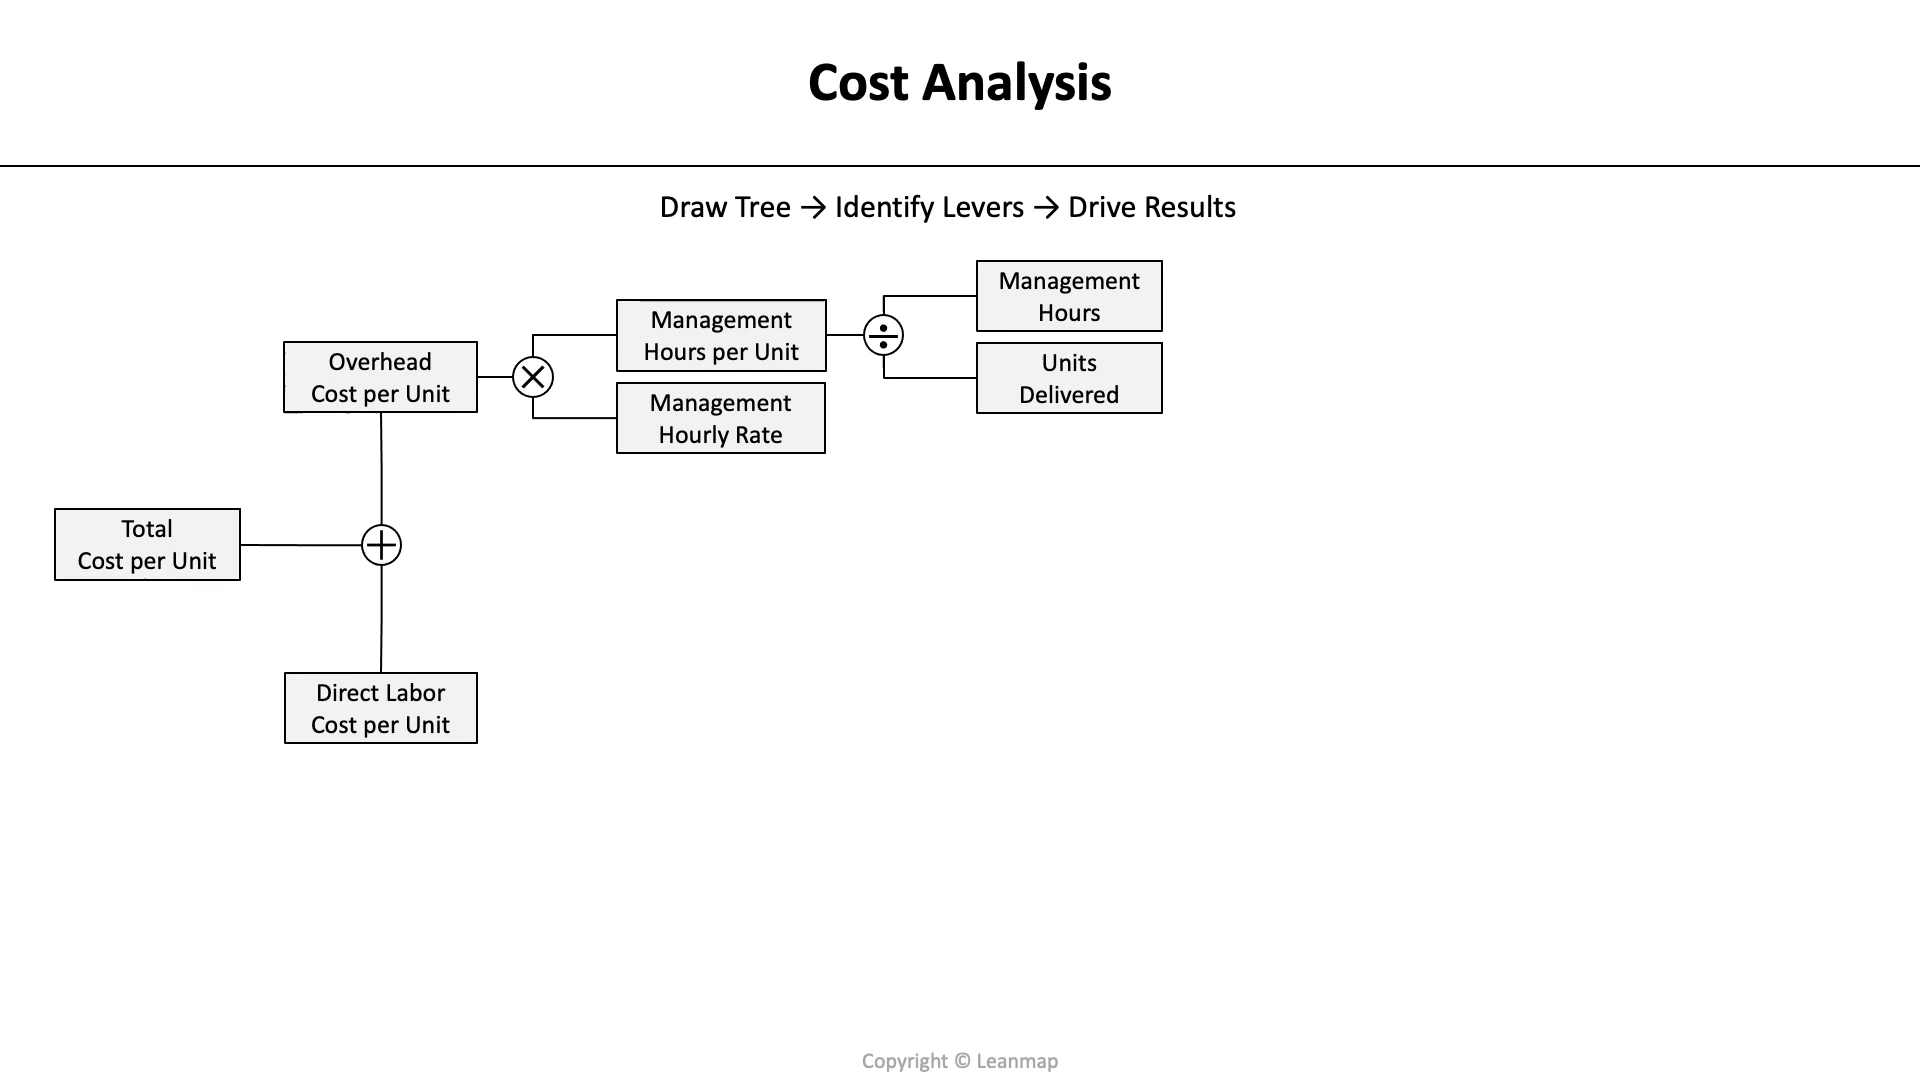 Cost Analysis
Draw Tree → Identify Levers → Drive Results
Management
Hours
Management
Hours per Unit
Units
Delivered
Overhead
Cost per Unit
Management
Hourly Rate
Total
Cost per Unit
Direct Labor
Cost per Unit
Copyright © Leanmap